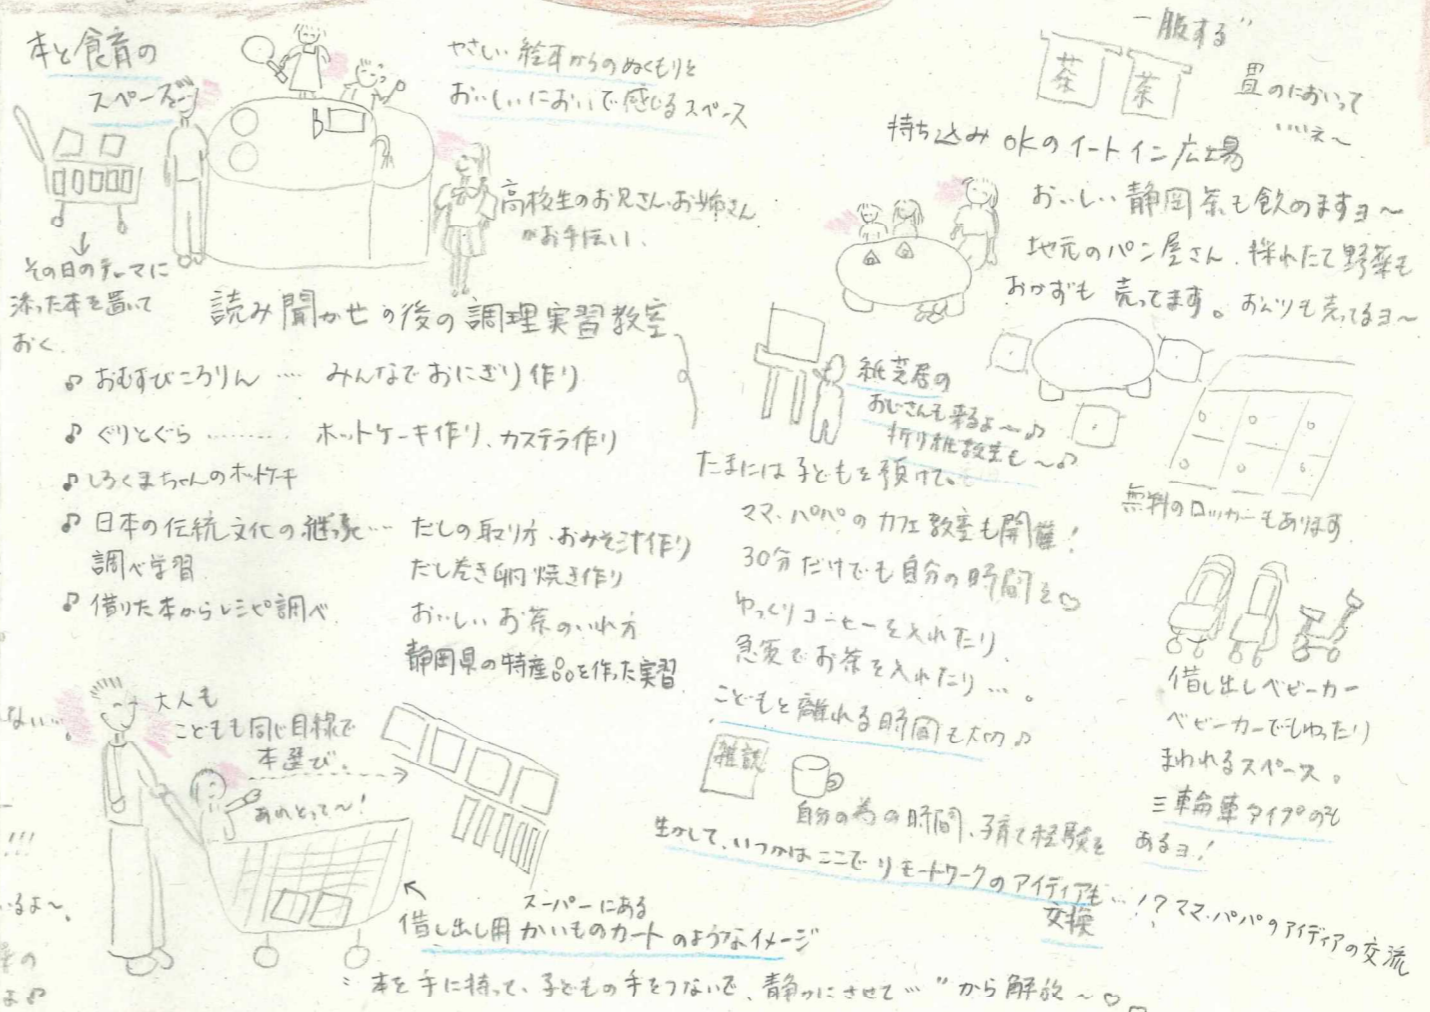 本と食育の
スペース
やさしい絵本からのぬくもりと
おいしいにおいで感じるスペース
高校生のお兄さん、お姉さん
がお手伝い、
その日のテーマに
添った本を置いて
おく
読み聞かせの後の調理実習教室
♪おむすびころりん … みんなでおにぎり作り
♪ぐりとぐら ……… ホットケーキ作り、カステラ作り
♪しろくまちゃんのホットケーキ
♪日本の伝統文化の継承…
調べ学習
だしの取り方、おみそ汁作り
だし巻き卵焼き作り
おいしいお茶のいれ方
静岡県の特産品を作った実習
♪借りた本からレシピ調べ
一服する"
茶 茶
畳のにおいって
いいえ〜
持ち込みOKのイートイン広場
おいしい静岡茶も飲めますヨ〜
地元のパン屋さん、採れたて野菜も
おかずも売ってます。おにぎりも売ってるヨ〜
紙芝居の
おじさんも来るよ〜♪
折り紙教室も〜♪
たまには子どもを預けて。
ママ・パパのカフェ教室も開催!
30分だけでも自分の時間を♡
ゆっくりコーヒーを入れたり、
急須でお茶を入れたり…。
こどもと離れる時間も大切♪
雑誌
自分の為の時間、子育て経験を
生かして、いつかはここでリモートワークのアイディアも…!?ママ・パパのアイディアの交流
交換
無料のロッカーもあります
借し出しベビーカー
ベビーカーでもゆったり
まわれるスペース。
三輪車タイプのも
あるヨ!
大人も
こどもも同じ目線で
本選び。
あれとって〜!
スーパーにある
借し出し用かいものカートのようなイメージ
本を手に持って、子どもの手をつないで、静かにさせて…"から解放〜♡
ない…
!!!
るよ〜、
の
よ♪